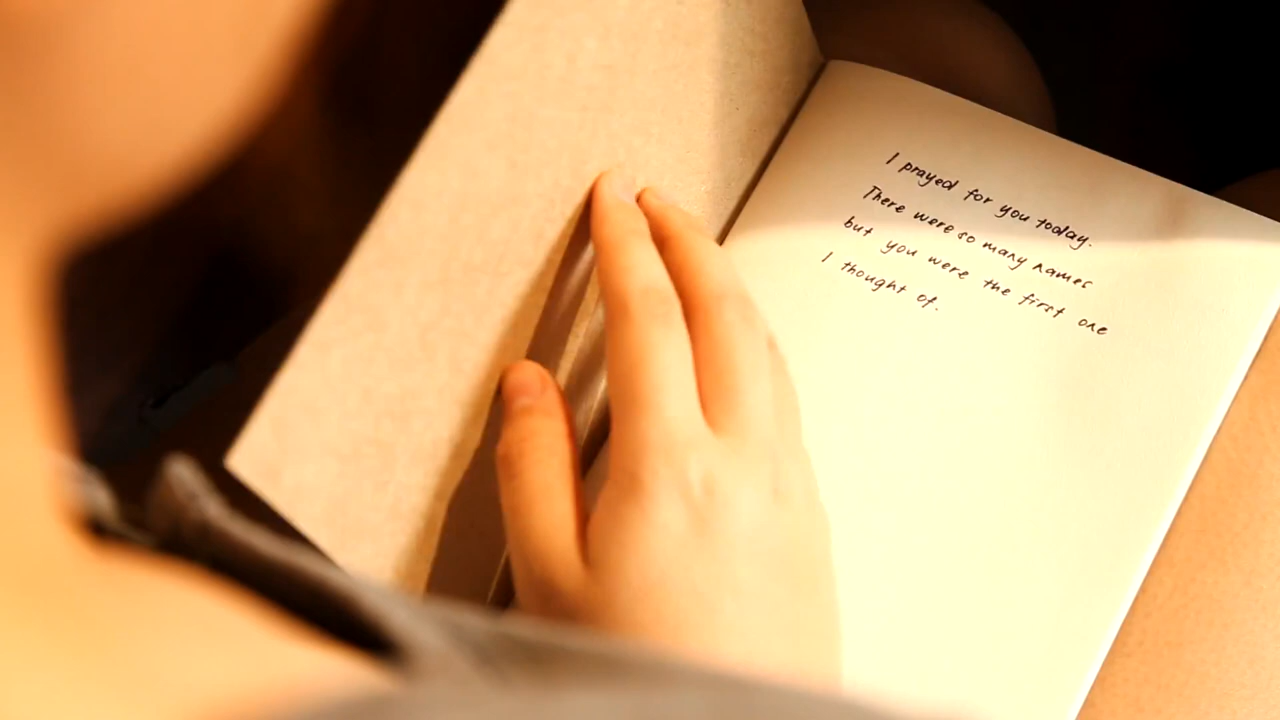 I prayed for you today.
There were so many names
but you were the first one
I thought of.